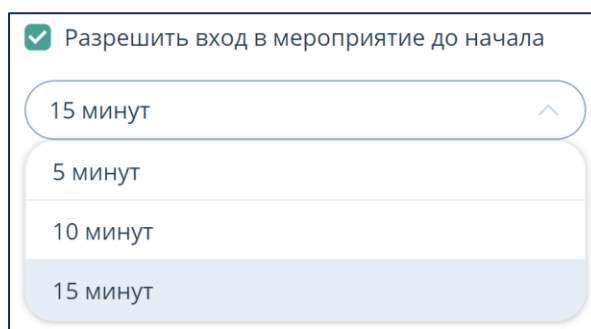 Разрешить вход в мероприятие до начала
15 минут
5 минут
10 минут
15 минут